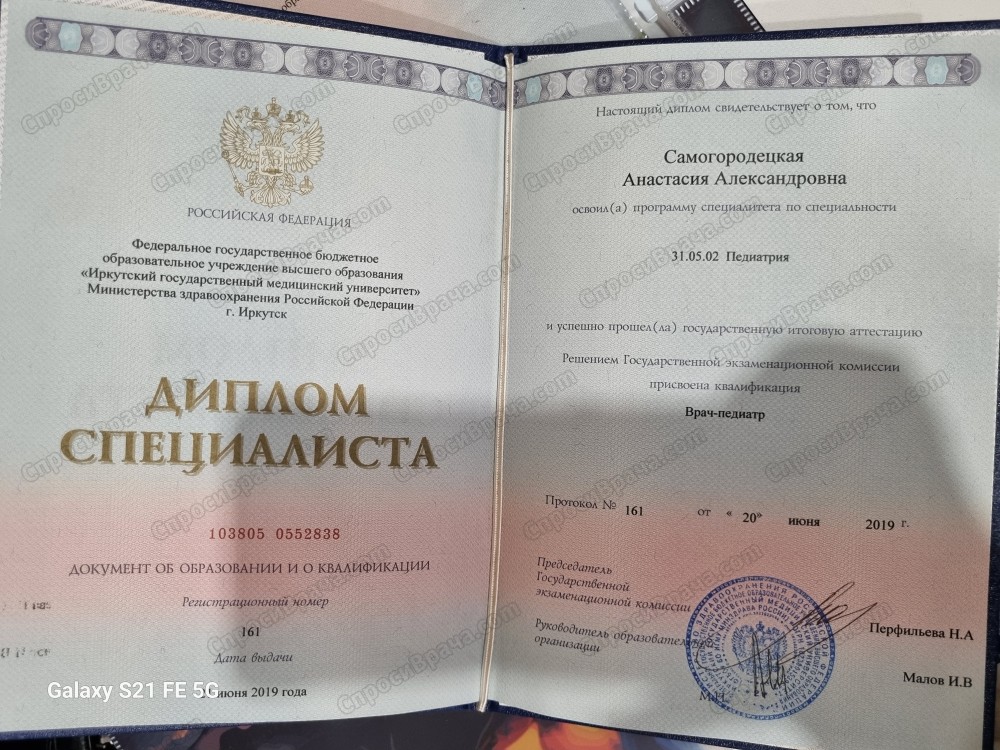 РОССИЙСКАЯ ФЕДЕРАЦИЯ
Федеральное государственное бюджетное
образовательное учреждение высшего образования
«Иркутский государственный медицинский университет»
Министерства здравоохранения Российской Федерации
г. Иркутск
ДИПЛОМ
СПЕЦИАЛИСТА
103805 0552838
ДОКУМЕНТ ОБ ОБРАЗОВАНИИ И О КВАЛИФИКАЦИИ
Регистрационный номер
161
Дата выдачи
июня 2019 года
Galaxy S21 FE 5G
Настоящий диплом свидетельствует о том, что
Самогородецкая
Анастасия Александровна
освоил(а) программу специалитета по специальности
31.05.02 Педиатрия
и успешно прошел(ла) государственную итоговую аттестацию
Решением Государственной экзаменационной комиссии
присвоена квалификация
Врач-педиатр
Протокол № 161 от « 20» июня 2019 г.
Председатель
Государственной
экзаменационной комиссии
Перфильева Н.А
Руководитель образовательной
организации
Малов И.В
М.П.
СпросиВрача.com